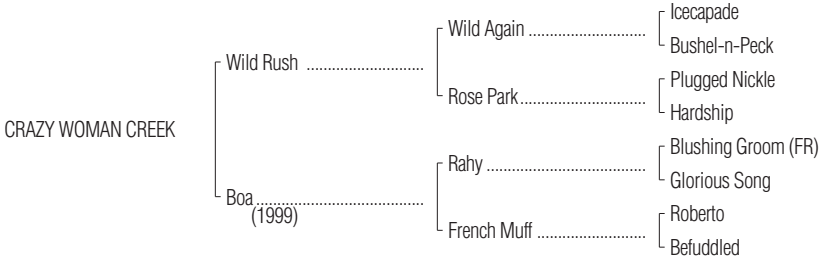 Icecapade
Wild Again ............................
Bushel-n-Peck
Wild Rush ............................
Plugged Nickle
Rose Park..............................
Hardship
CRAZY WOMAN CREEK
Blushing Groom (FR)
Rahy ......................................
Glorious Song
Boa.......................................
(1999)
Roberto
French Muff ..........................
Befuddled